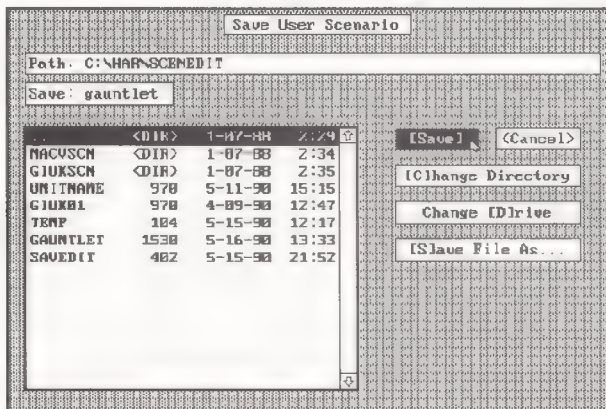 Save User Scenario
Path: C:\HAR\SCENEDIT
Save: gauntlet
.. <DIR> 1-07-88 2:29
MACVSCN <DIR> 1-07-88 2:34
GIUKSCN <DIR> 1-07-88 2:35
UNITNAME 970 5-11-90 15:15
GIUK01 970 4-09-90 12:47
TEMP 104 5-15-90 12:17
GAUNTLET 1530 5-16-90 13:33
SAVEDIT 402 5-15-90 21:52
[Save] <Cancel>
[C]hange Directory
Change [D]rive
[S]ave File As...